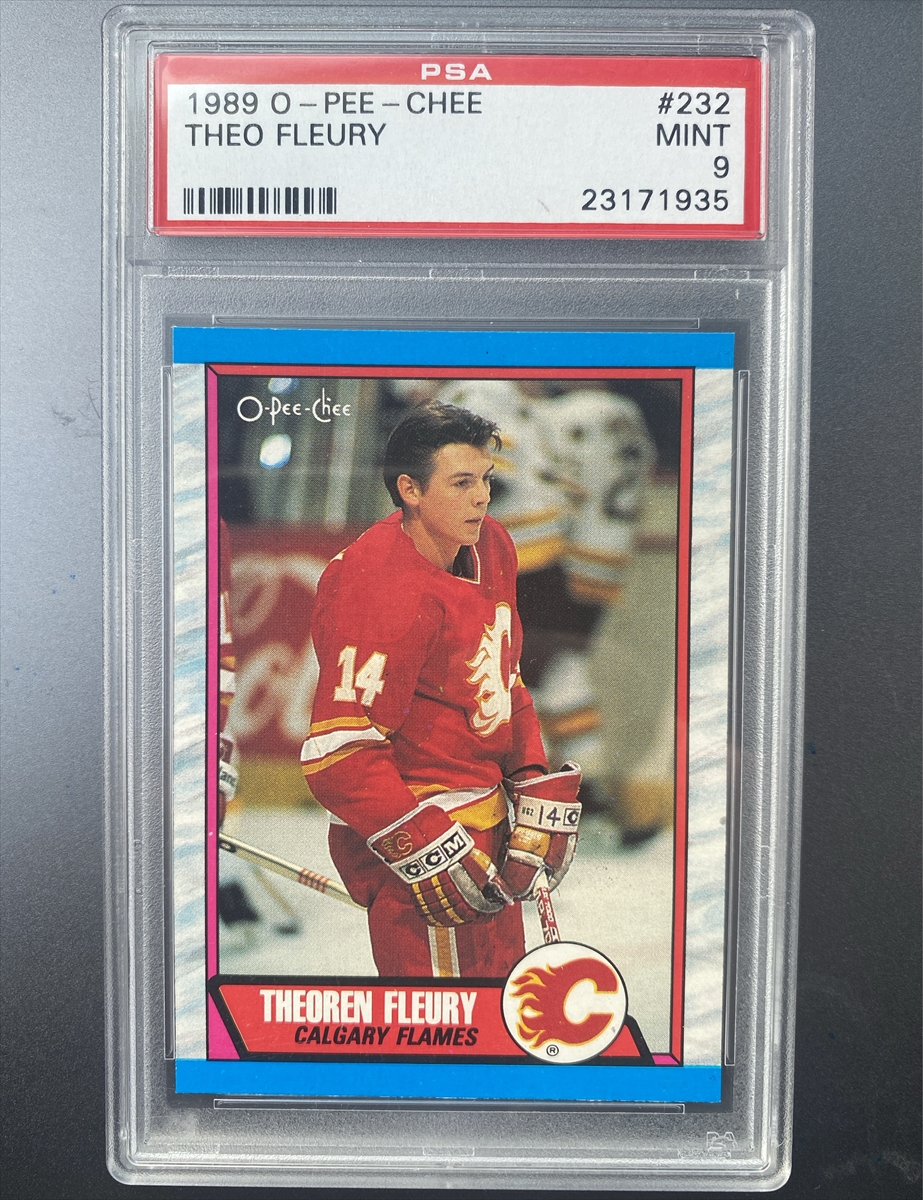 PSA
1989 O-PEE-CHEE #232
THEO FLEURY MINT
9
23171935
O-Pee-Chee
14
C
14 C
CCM
THEOREN FLEURY
CALGARY FLAMES
C
®